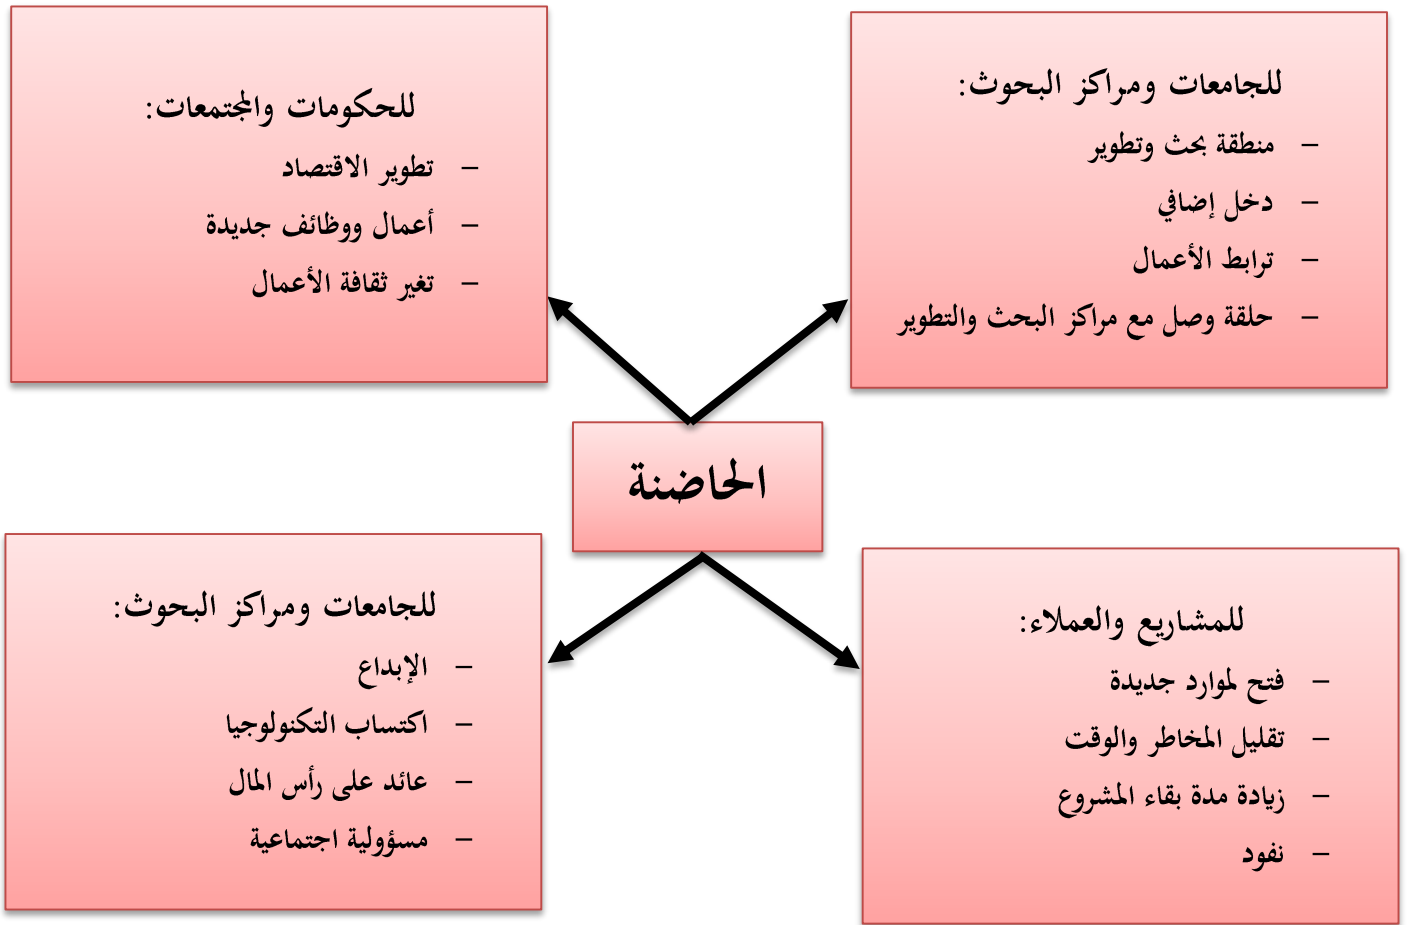 للجامعات ومراكز البحوث:
– منطقة بحث وتطوير
– دخل إضافي
– ترابط الأعمال
– حلقة وصل مع مراكز البحث والتطوير
للحكومات والمجتمعات:
– تطوير الاقتصاد
– أعمال ووظائف جديدة
– تغير ثقافة الأعمال
الحاضنة
للمشاريع والعملاء:
– فتح لموارد جديدة
– تقليل المخاطر والوقت
– زيادة مدة بقاء المشروع
– نفود
للجامعات ومراكز البحوث:
– الإبداع
– اكتساب التكنولوجيا
– عائد على رأس المال
– مسؤولية اجتماعية